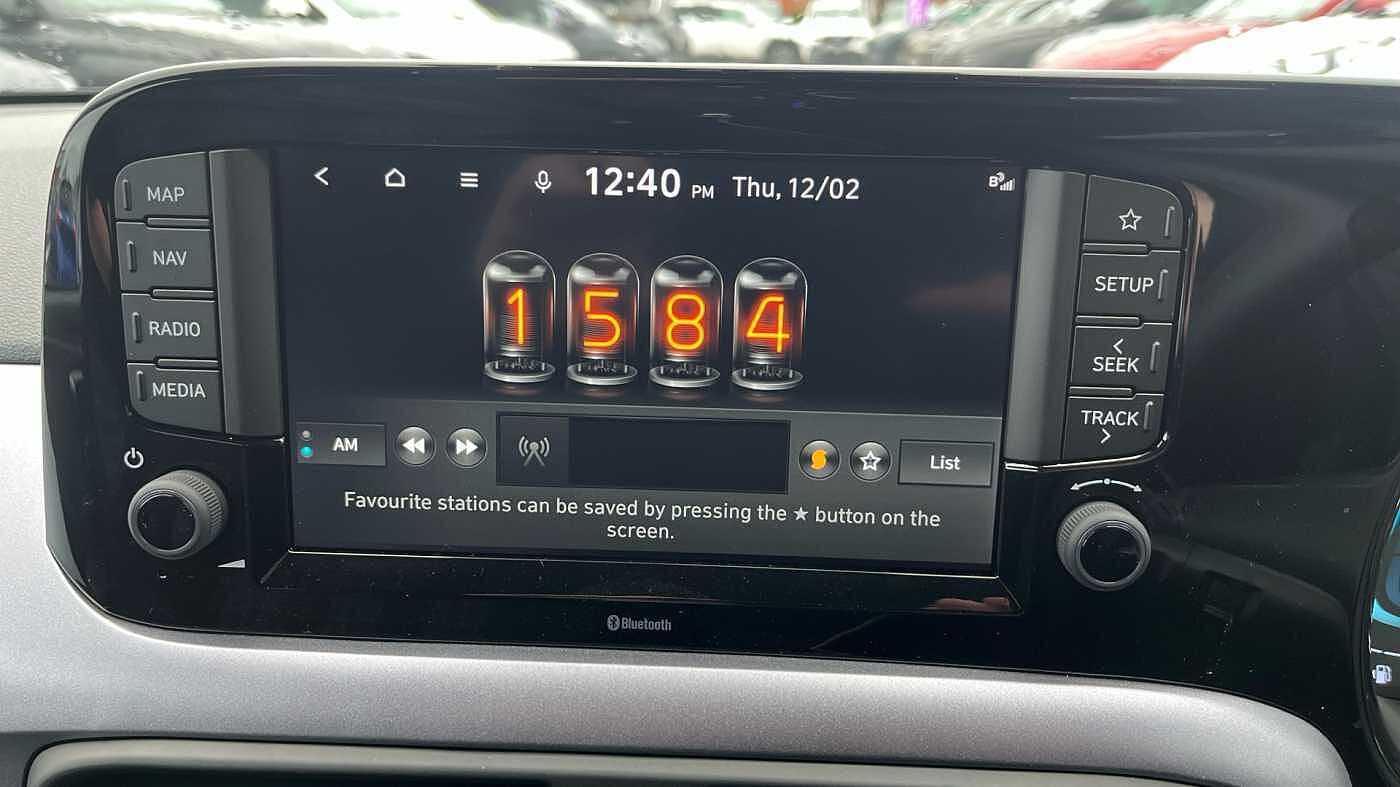 MAP
NAV
RADIO
MEDIA
12:40 PM Thu, 12/02
B
1584
AM
List
Favourite stations can be saved by pressing the ★ button on the
screen.
SETUP
SEEK
TRACK
Bluetooth